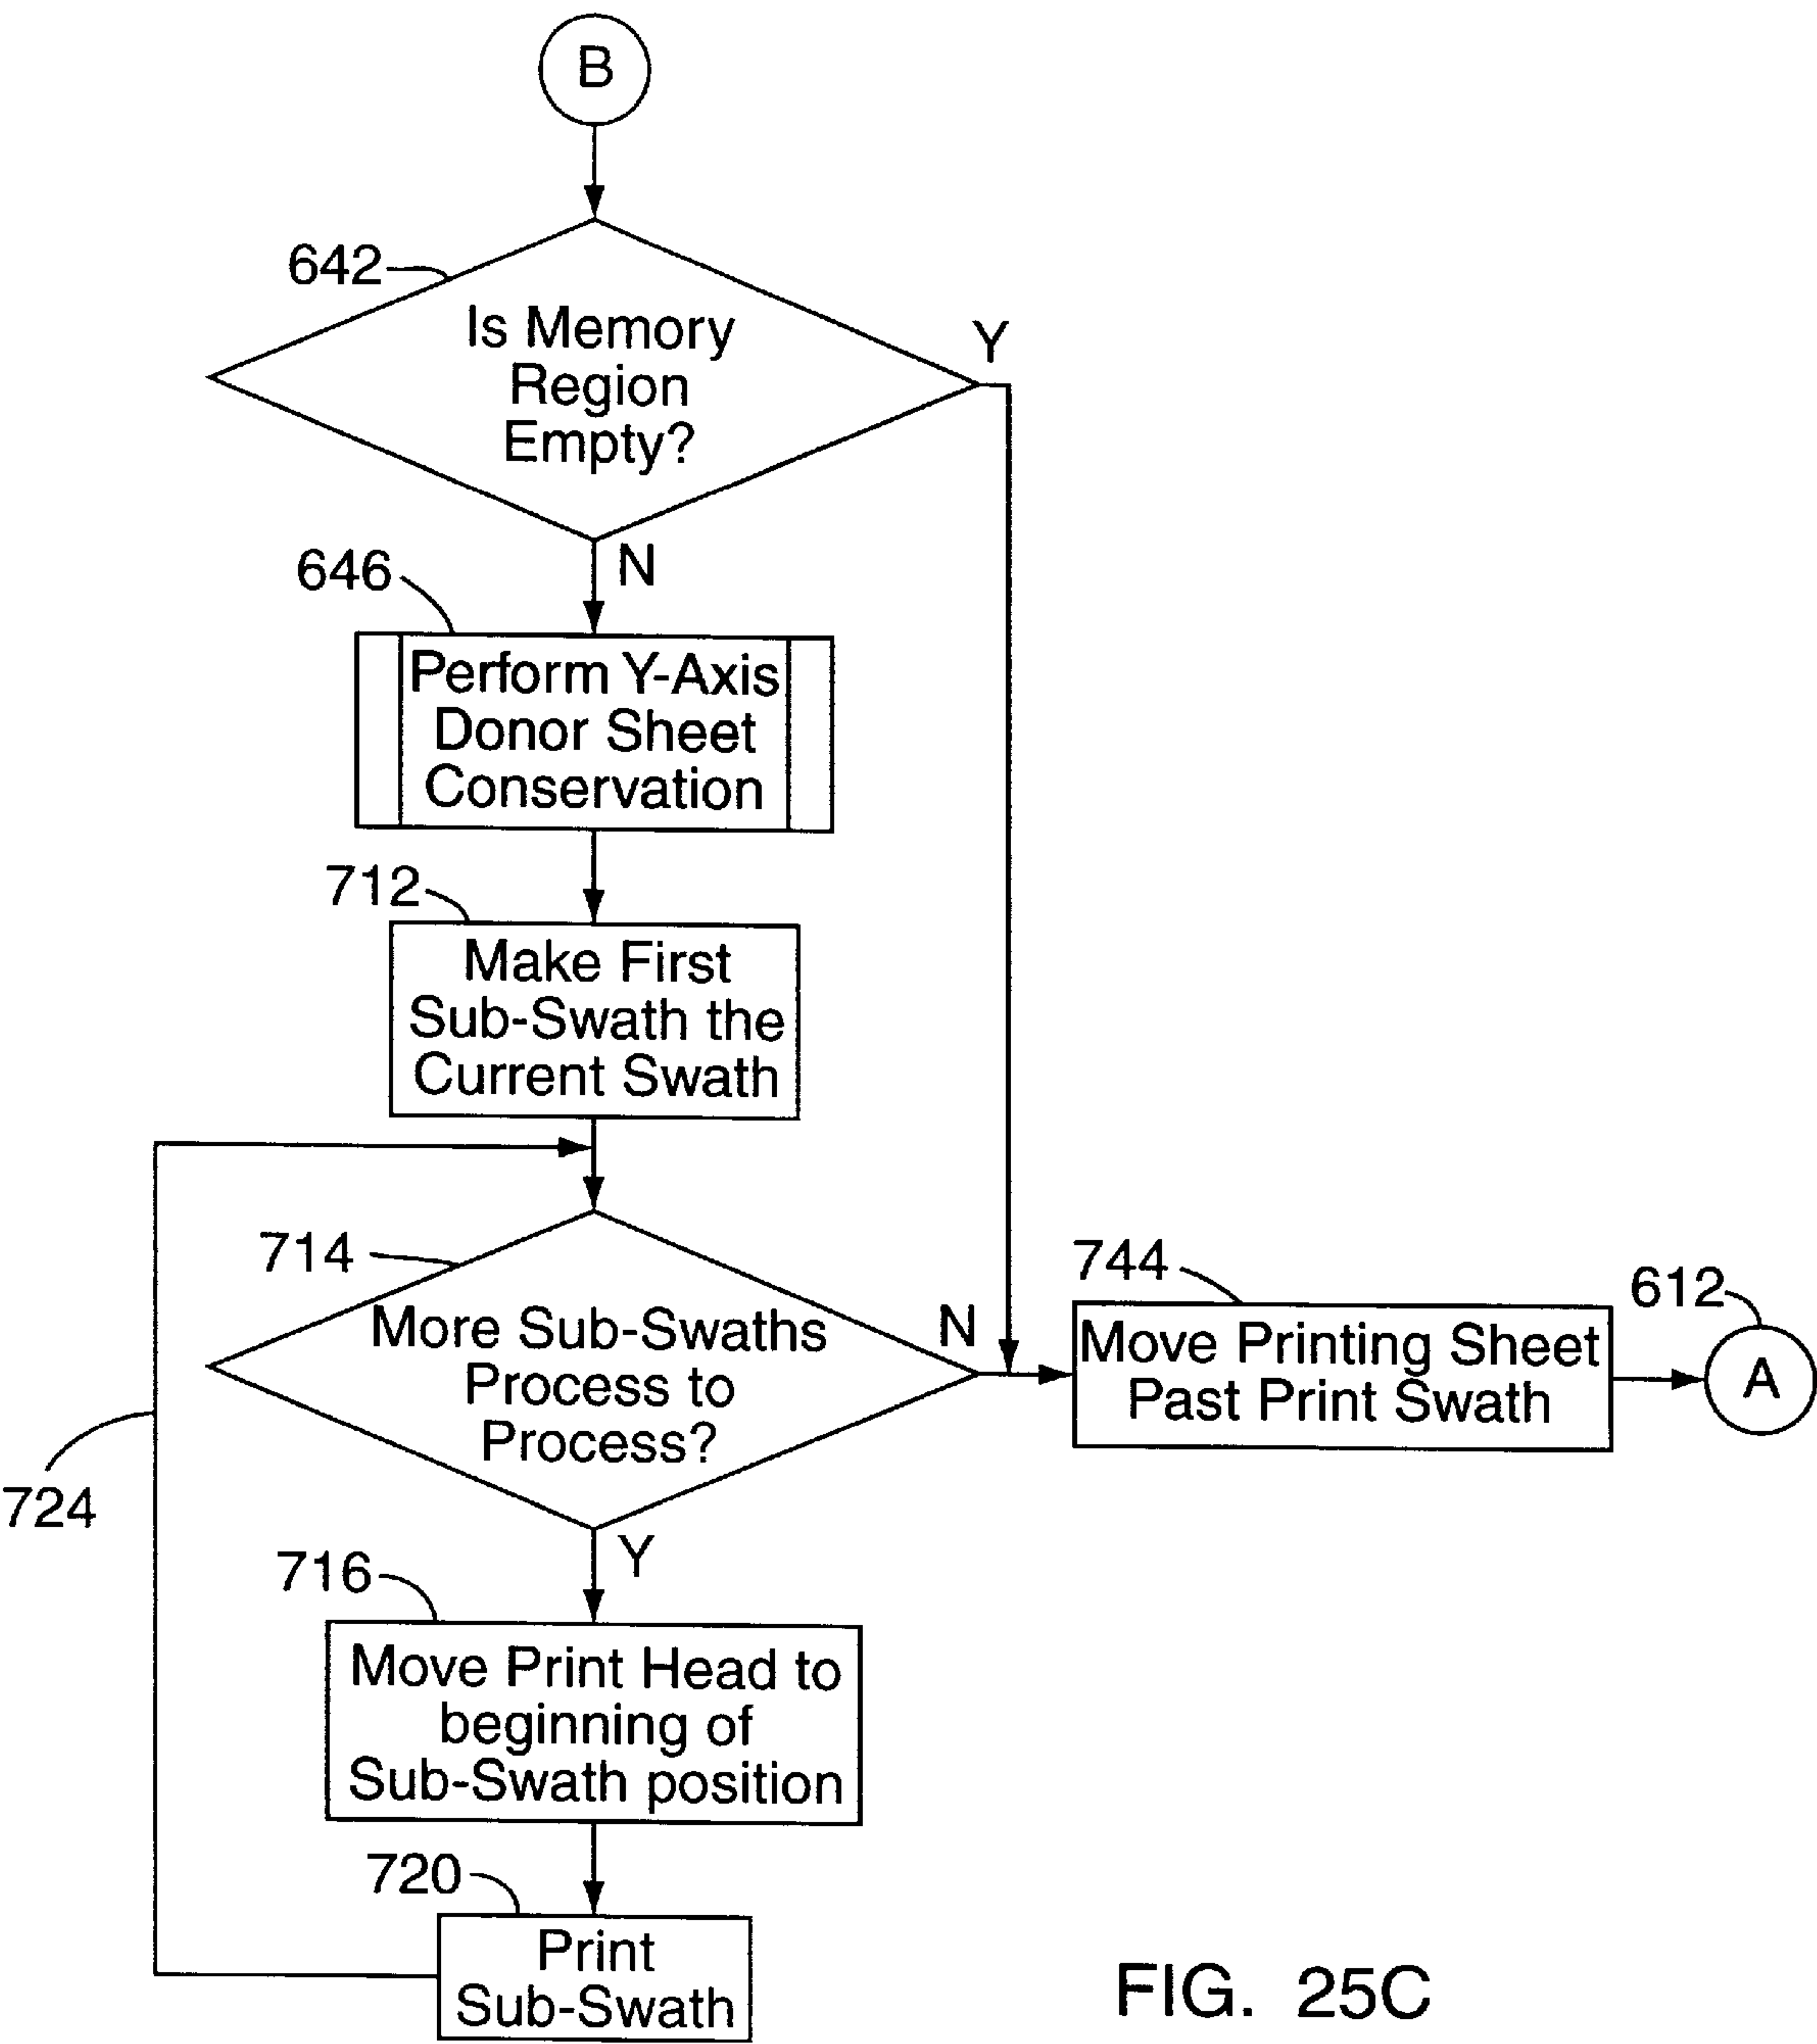 B
642
Is Memory
Region
Empty?
Y
N
646
Perform Y-Axis
Donor Sheet
Conservation
712
Make First
Sub-Swath the
Current Swath
714
More Sub-Swaths
Process to
Process?
N
744
Move Printing Sheet
Past Print Swath
612
A
724
Y
716
Move Print Head to
beginning of
Sub-Swath position
720
Print
Sub-Swath
FIG. 25C